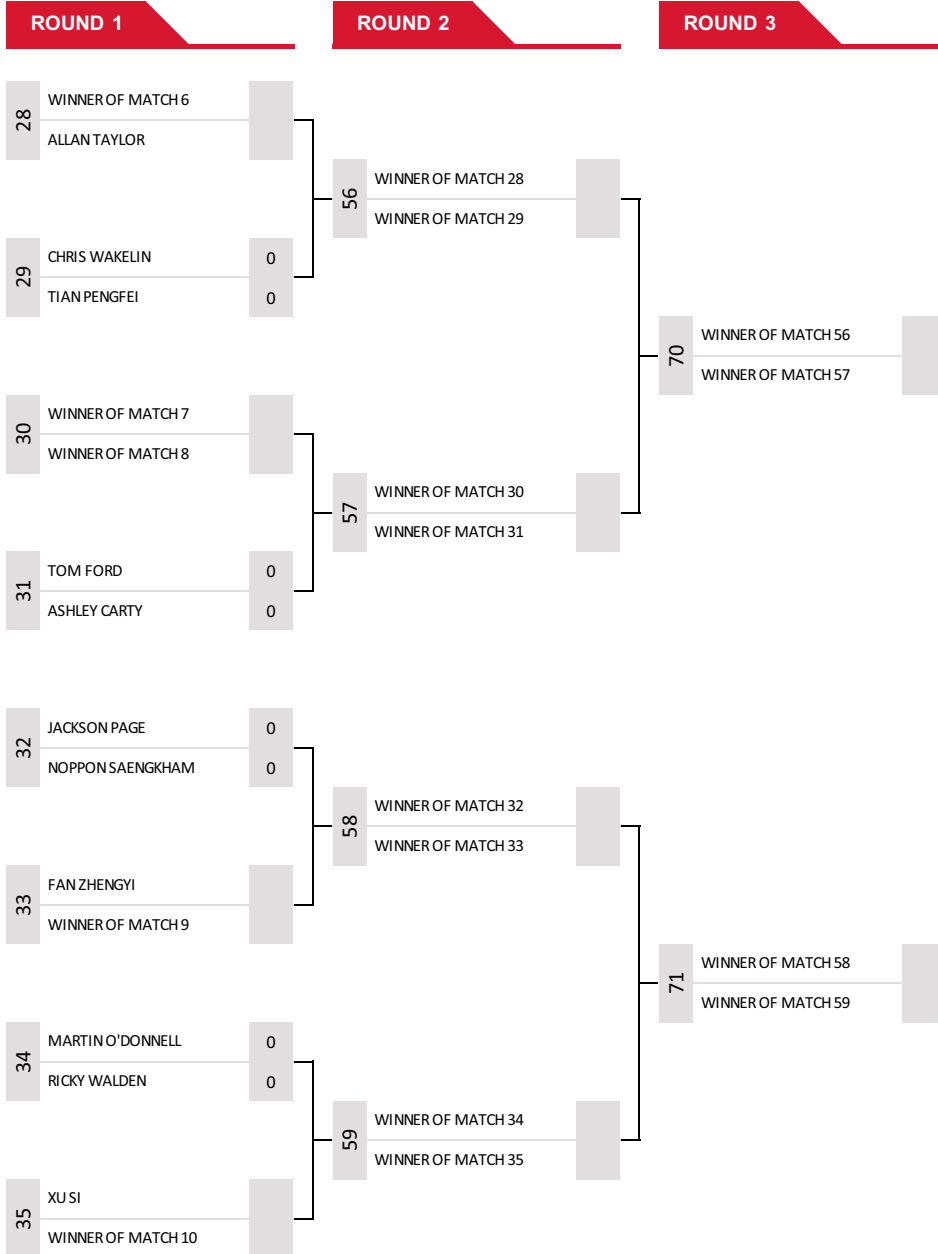 ROUND 1
ROUND 2
ROUND 3
28
WINNER OF MATCH 6
ALLAN TAYLOR
56
WINNER OF MATCH 28
WINNER OF MATCH 29
29
CHRIS WAKELIN 0
TIAN PENGFEI 0
70
WINNER OF MATCH 56
WINNER OF MATCH 57
30
WINNER OF MATCH 7
WINNER OF MATCH 8
57
WINNER OF MATCH 30
WINNER OF MATCH 31
31
TOM FORD 0
ASHLEY CARTY 0
32
JACKSON PAGE 0
NOPPON SAENGKHAM 0
58
WINNER OF MATCH 32
WINNER OF MATCH 33
33
FAN ZHENGYI
WINNER OF MATCH 9
71
WINNER OF MATCH 58
WINNER OF MATCH 59
34
MARTIN O'DONNELL 0
RICKY WALDEN 0
59
WINNER OF MATCH 34
WINNER OF MATCH 35
35
XU SI
WINNER OF MATCH 10